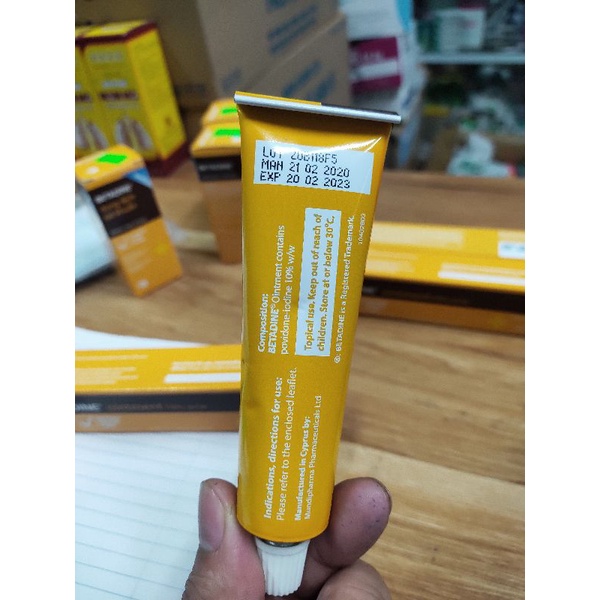 LOT 20BM8F5
MAN 21 02 2020
EXP 20 02 2023
Composition:
BETADINE® Ointment contains
povidone-iodine 10% w/w
Topical use. Keep out of reach of
children. Store at or below 30°C.
®: BETADINE is a Registered Trademark.
Indications, directions for use:
Please refer to the enclosed leaflet.
Manufactured in Cyprus by:
Mundipharma Pharmaceuticals Ltd
BETADINE